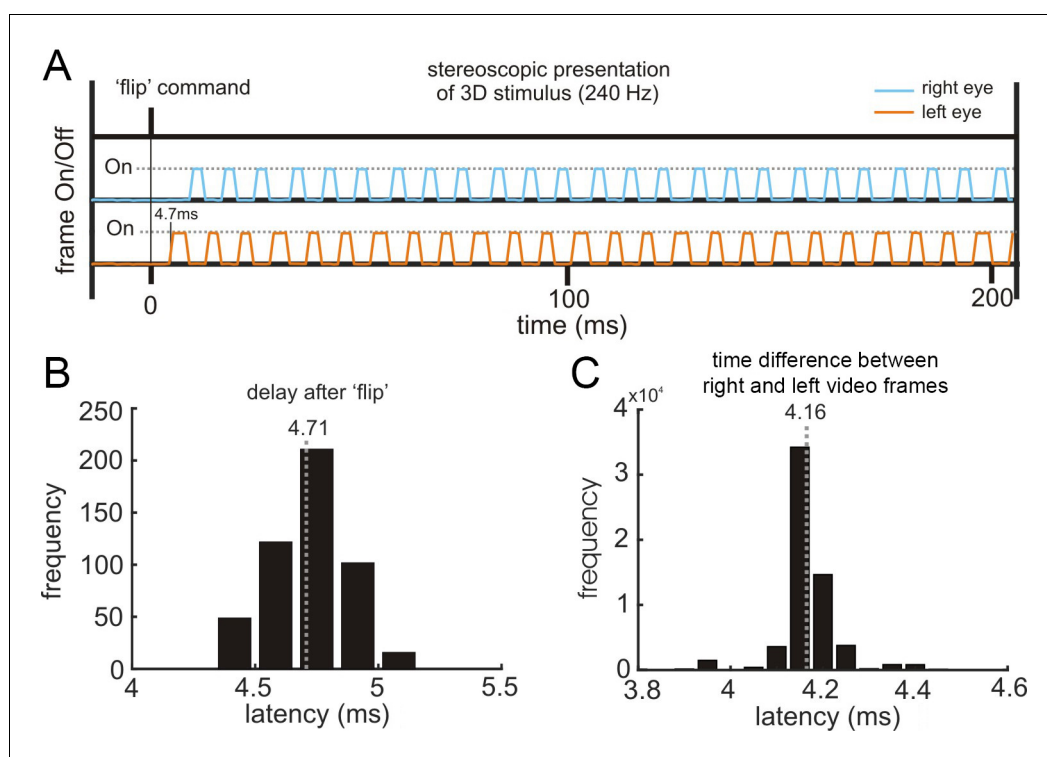 A
'flip' command
stereoscopic presentation
of 3D stimulus (240 Hz)
right eye
left eye
frame On/Off
On
4.7ms
On
0
100
200
time (ms)
B
delay after 'flip'
4.71
frequency
250
200
150
100
50
0
4
4.5
5
5.5
latency (ms)
C
time difference between
right and left video frames
4.16
x10⁴
frequency
4
3
2
1
0
3.8
4
4.2
4.4
4.6
latency (ms)